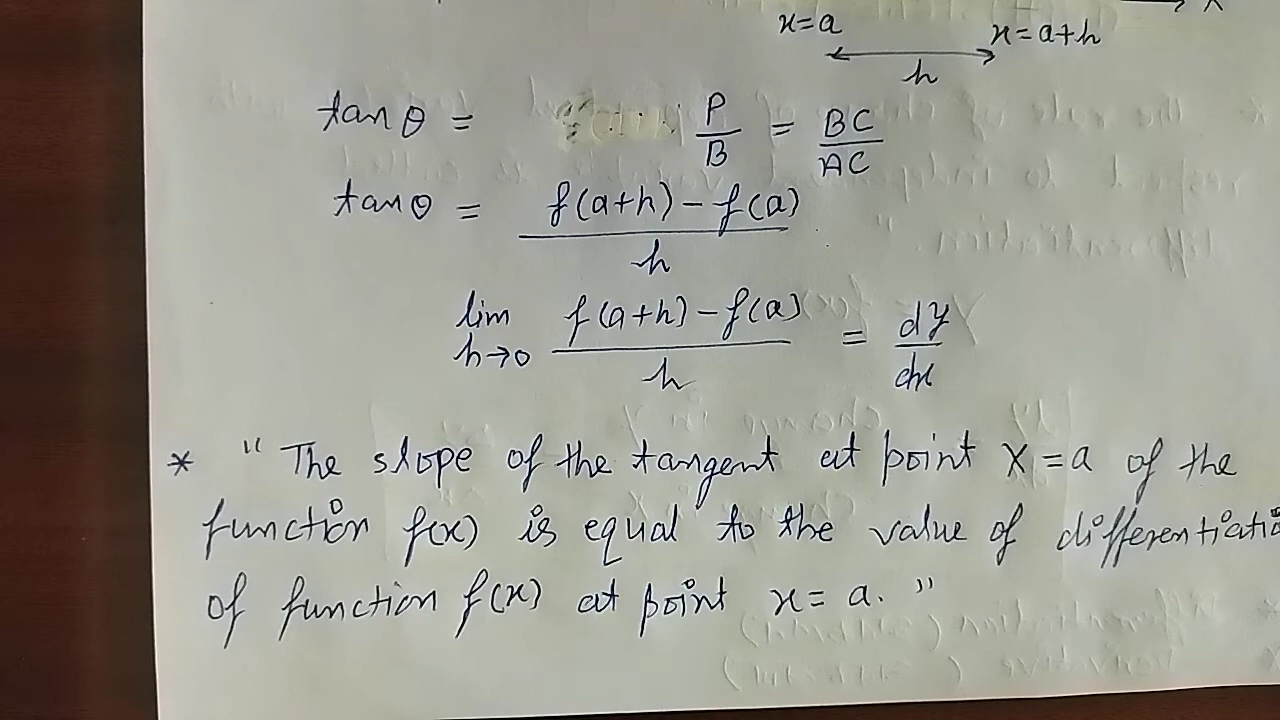 x
x=a x=a+h
h
tan θ = P/B = BC/AC
tan θ = f(a+h) - f(a) / h
lim h→0 f(a+h) - f(a) / h = dy/dx
* "The slope of the tangent at point X = a of the
function f(x) is equal to the value of differentiatio
of function f(x) at point x = a."